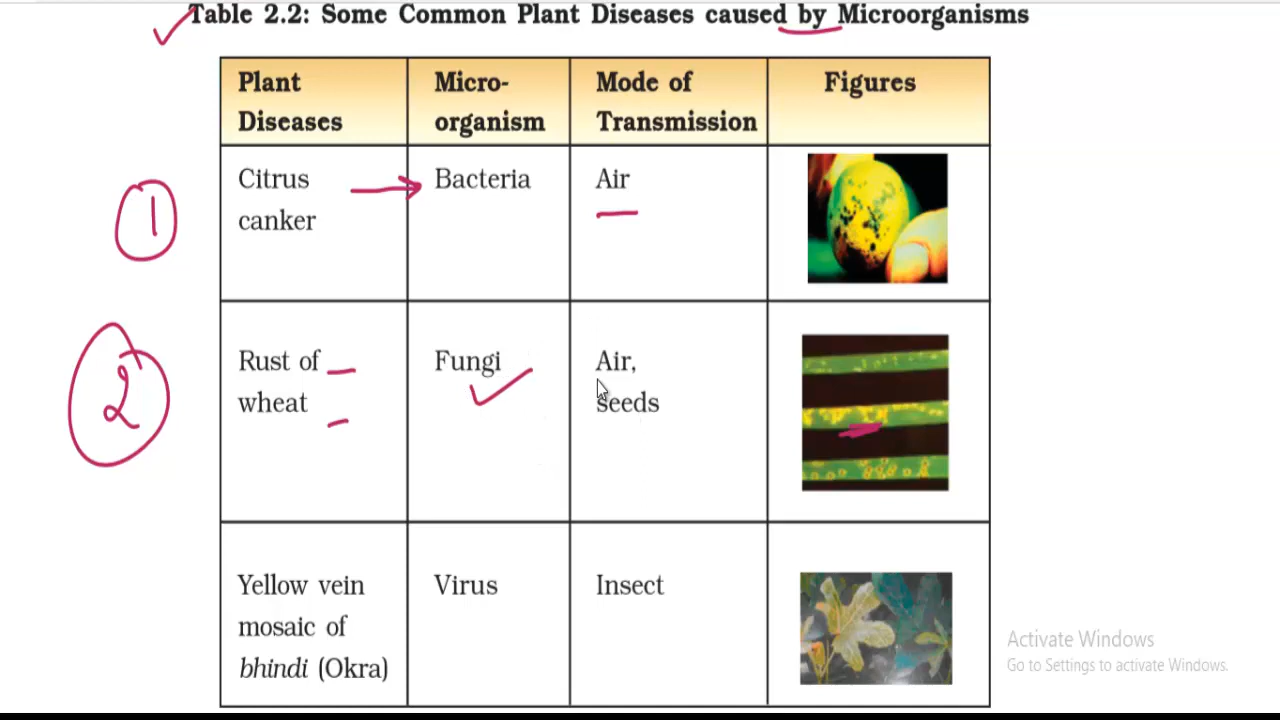 Table 2.2: Some Common Plant Diseases caused by Microorganisms
Plant Diseases
Micro-organism
Mode of Transmission
Figures
1
Citrus canker
Bacteria
Air
2
Rust of wheat
Fungi
Air, seeds
Yellow vein mosaic of bhindi (Okra)
Virus
Insect
Activate Windows
Go to Settings to activate Windows.